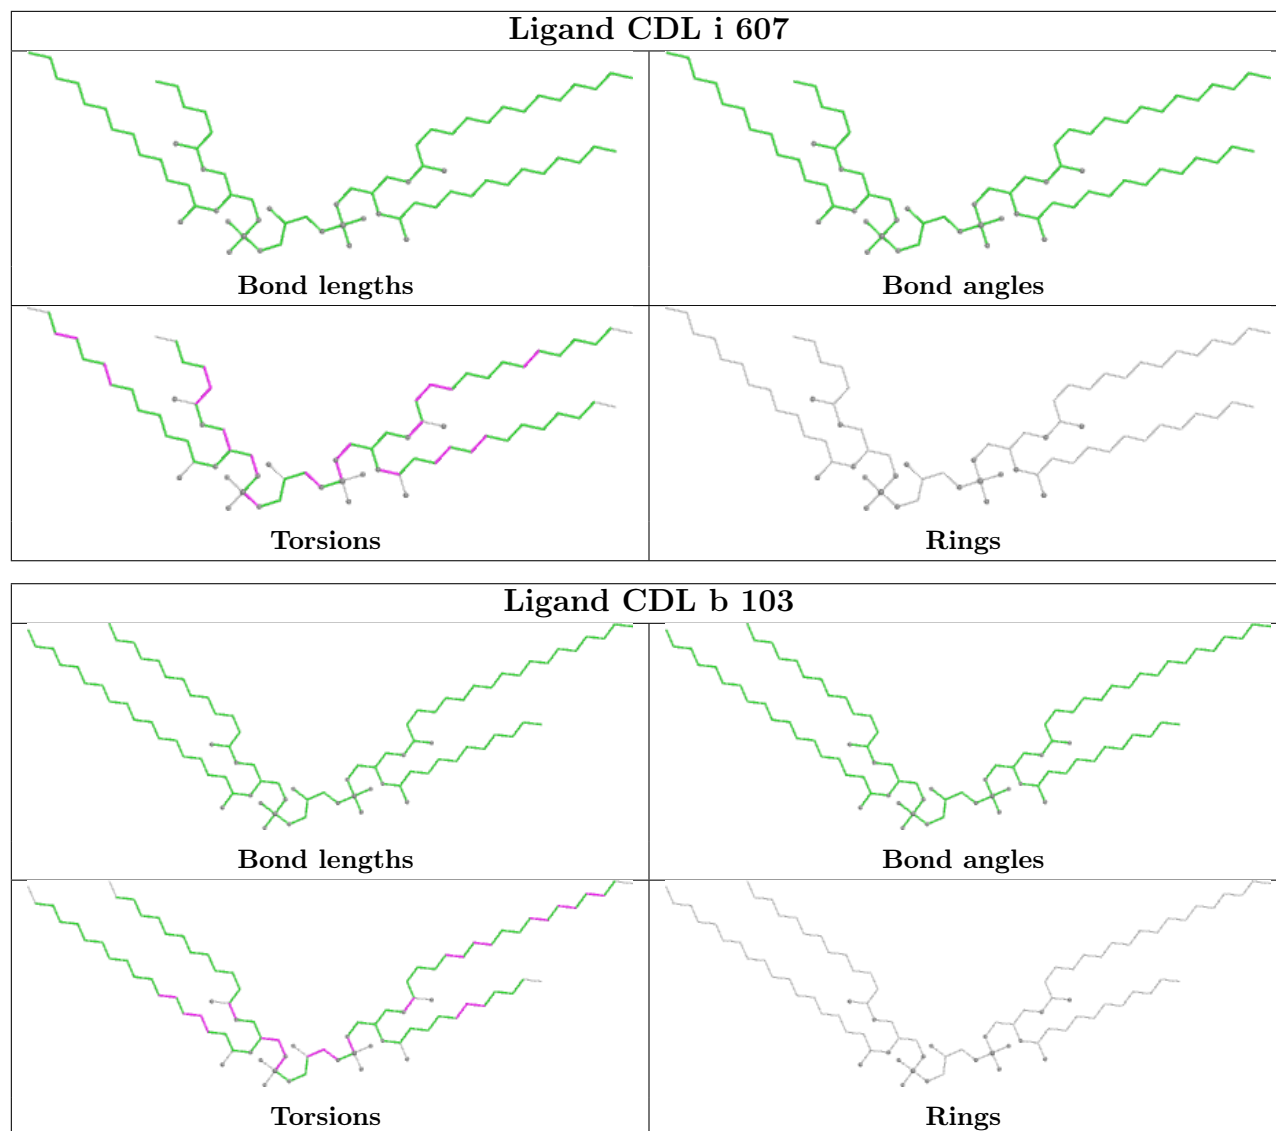 Ligand CDL i 607
Bond lengths
Bond angles
Torsions
Rings
Ligand CDL b 103
Bond lengths
Bond angles
Torsions
Rings